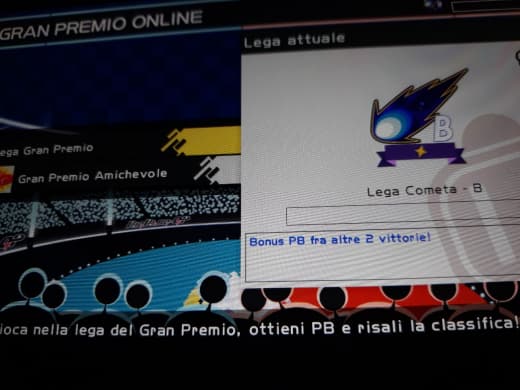 GRAN PREMIO ONLINE
Lega attuale
ega Gran Premio
B
Gran Premio Amichevole
Lega Cometa - B
Bonus PB fra altre 2 vittorie!
ioca nella lega del Gran Premio, ottieni PB e risali la classifica!